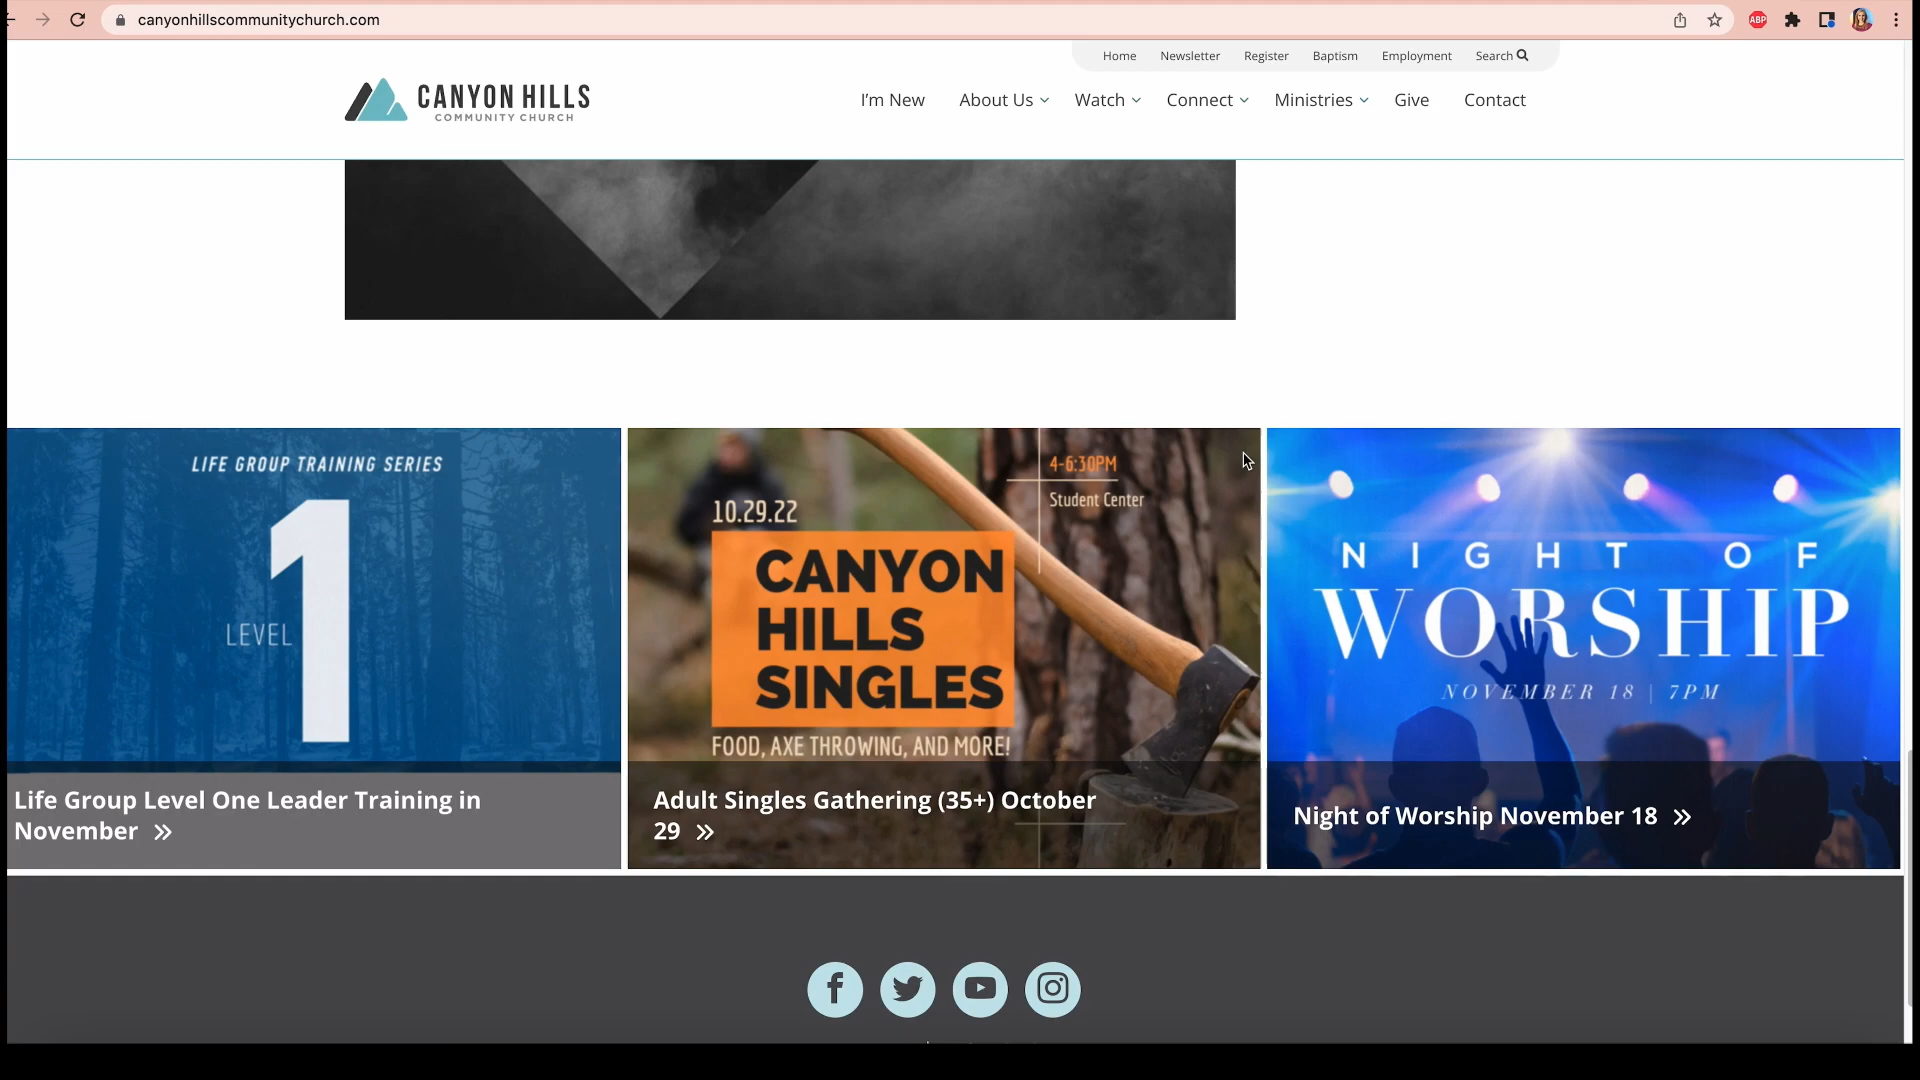 canyonhillscommunitychurch.com
ABP
Home Newsletter Register Baptism Employment Search
CANYON HILLS
COMMUNITY CHURCH
I'm New About Us Watch Connect Ministries Give Contact
LIFE GROUP TRAINING SERIES
LEVEL 1
Life Group Level One Leader Training in
November »
4-6:30PM
Student Center
10.29.22
CANYON
HILLS
SINGLES
FOOD, AXE THROWING, AND MORE!
Adult Singles Gathering (35+) October
29 »
NIGHT OF
WORSHIP
NOVEMBER 18 | 7PM
Night of Worship November 18 »